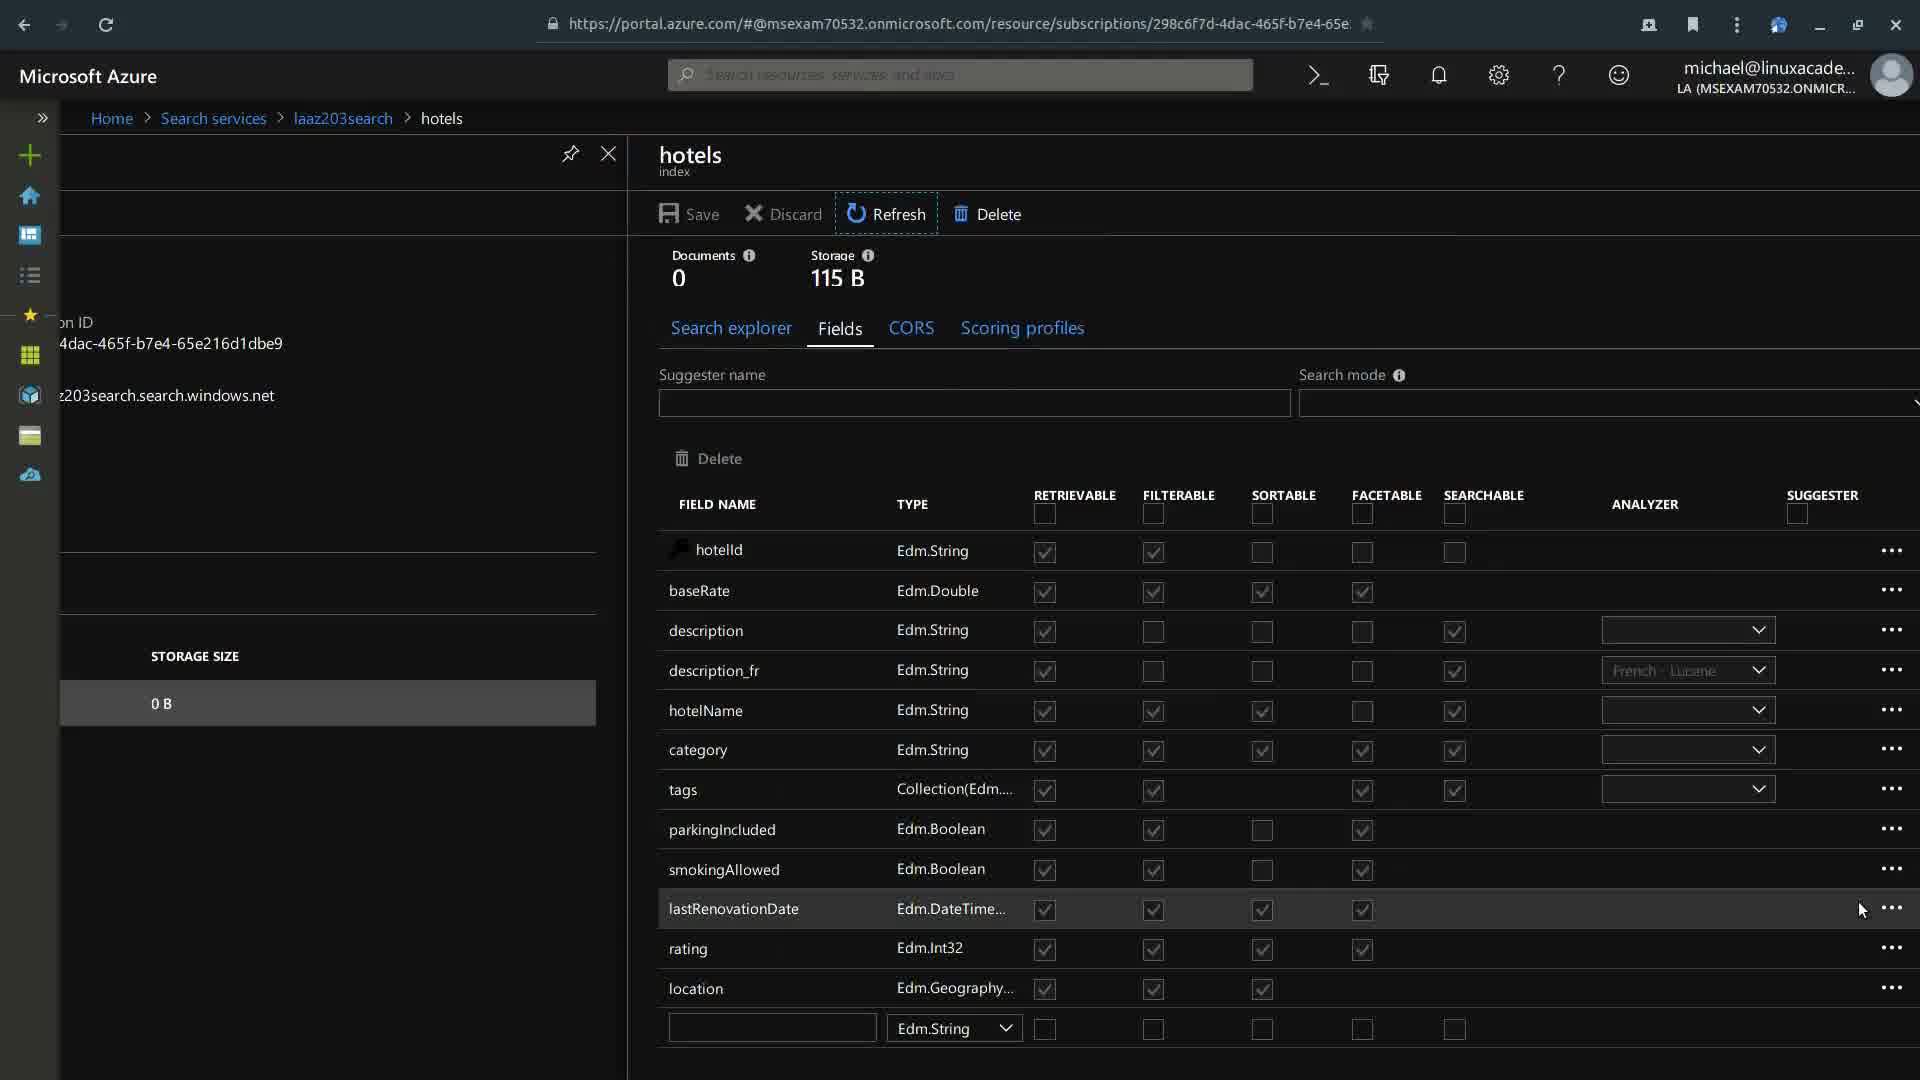 https://portal.azure.com/#@msexam70532.onmicrosoft.com/resource/subscriptions/298c6f7d-4dac-465f-b7e4-65e
Microsoft Azure
Search resources, services, and docs
michael@linuxacade...
LA (MSEXAM70532.ONMICR...
Home > Search services > laaz203search > hotels
hotels
index
Save Discard Refresh Delete
Documents Storage
0 115 B
on ID
4dac-465f-b7e4-65e216d1dbe9
Search explorer Fields CORS Scoring profiles
Suggester name Search mode
z203search.search.windows.net
Delete
FIELD NAME TYPE RETRIEVABLE FILTERABLE SORTABLE FACETABLE SEARCHABLE ANALYZER SUGGESTER
hotelId Edm.String ...
baseRate Edm.Double ...
description Edm.String ...
description_fr Edm.String French - Lucene ...
STORAGE SIZE
0 B
hotelName Edm.String ...
category Edm.String ...
tags Collection(Edm.... ...
parkingIncluded Edm.Boolean ...
smokingAllowed Edm.Boolean ...
lastRenovationDate Edm.DateTime... ...
rating Edm.Int32 ...
location Edm.Geography... ...
Edm.String